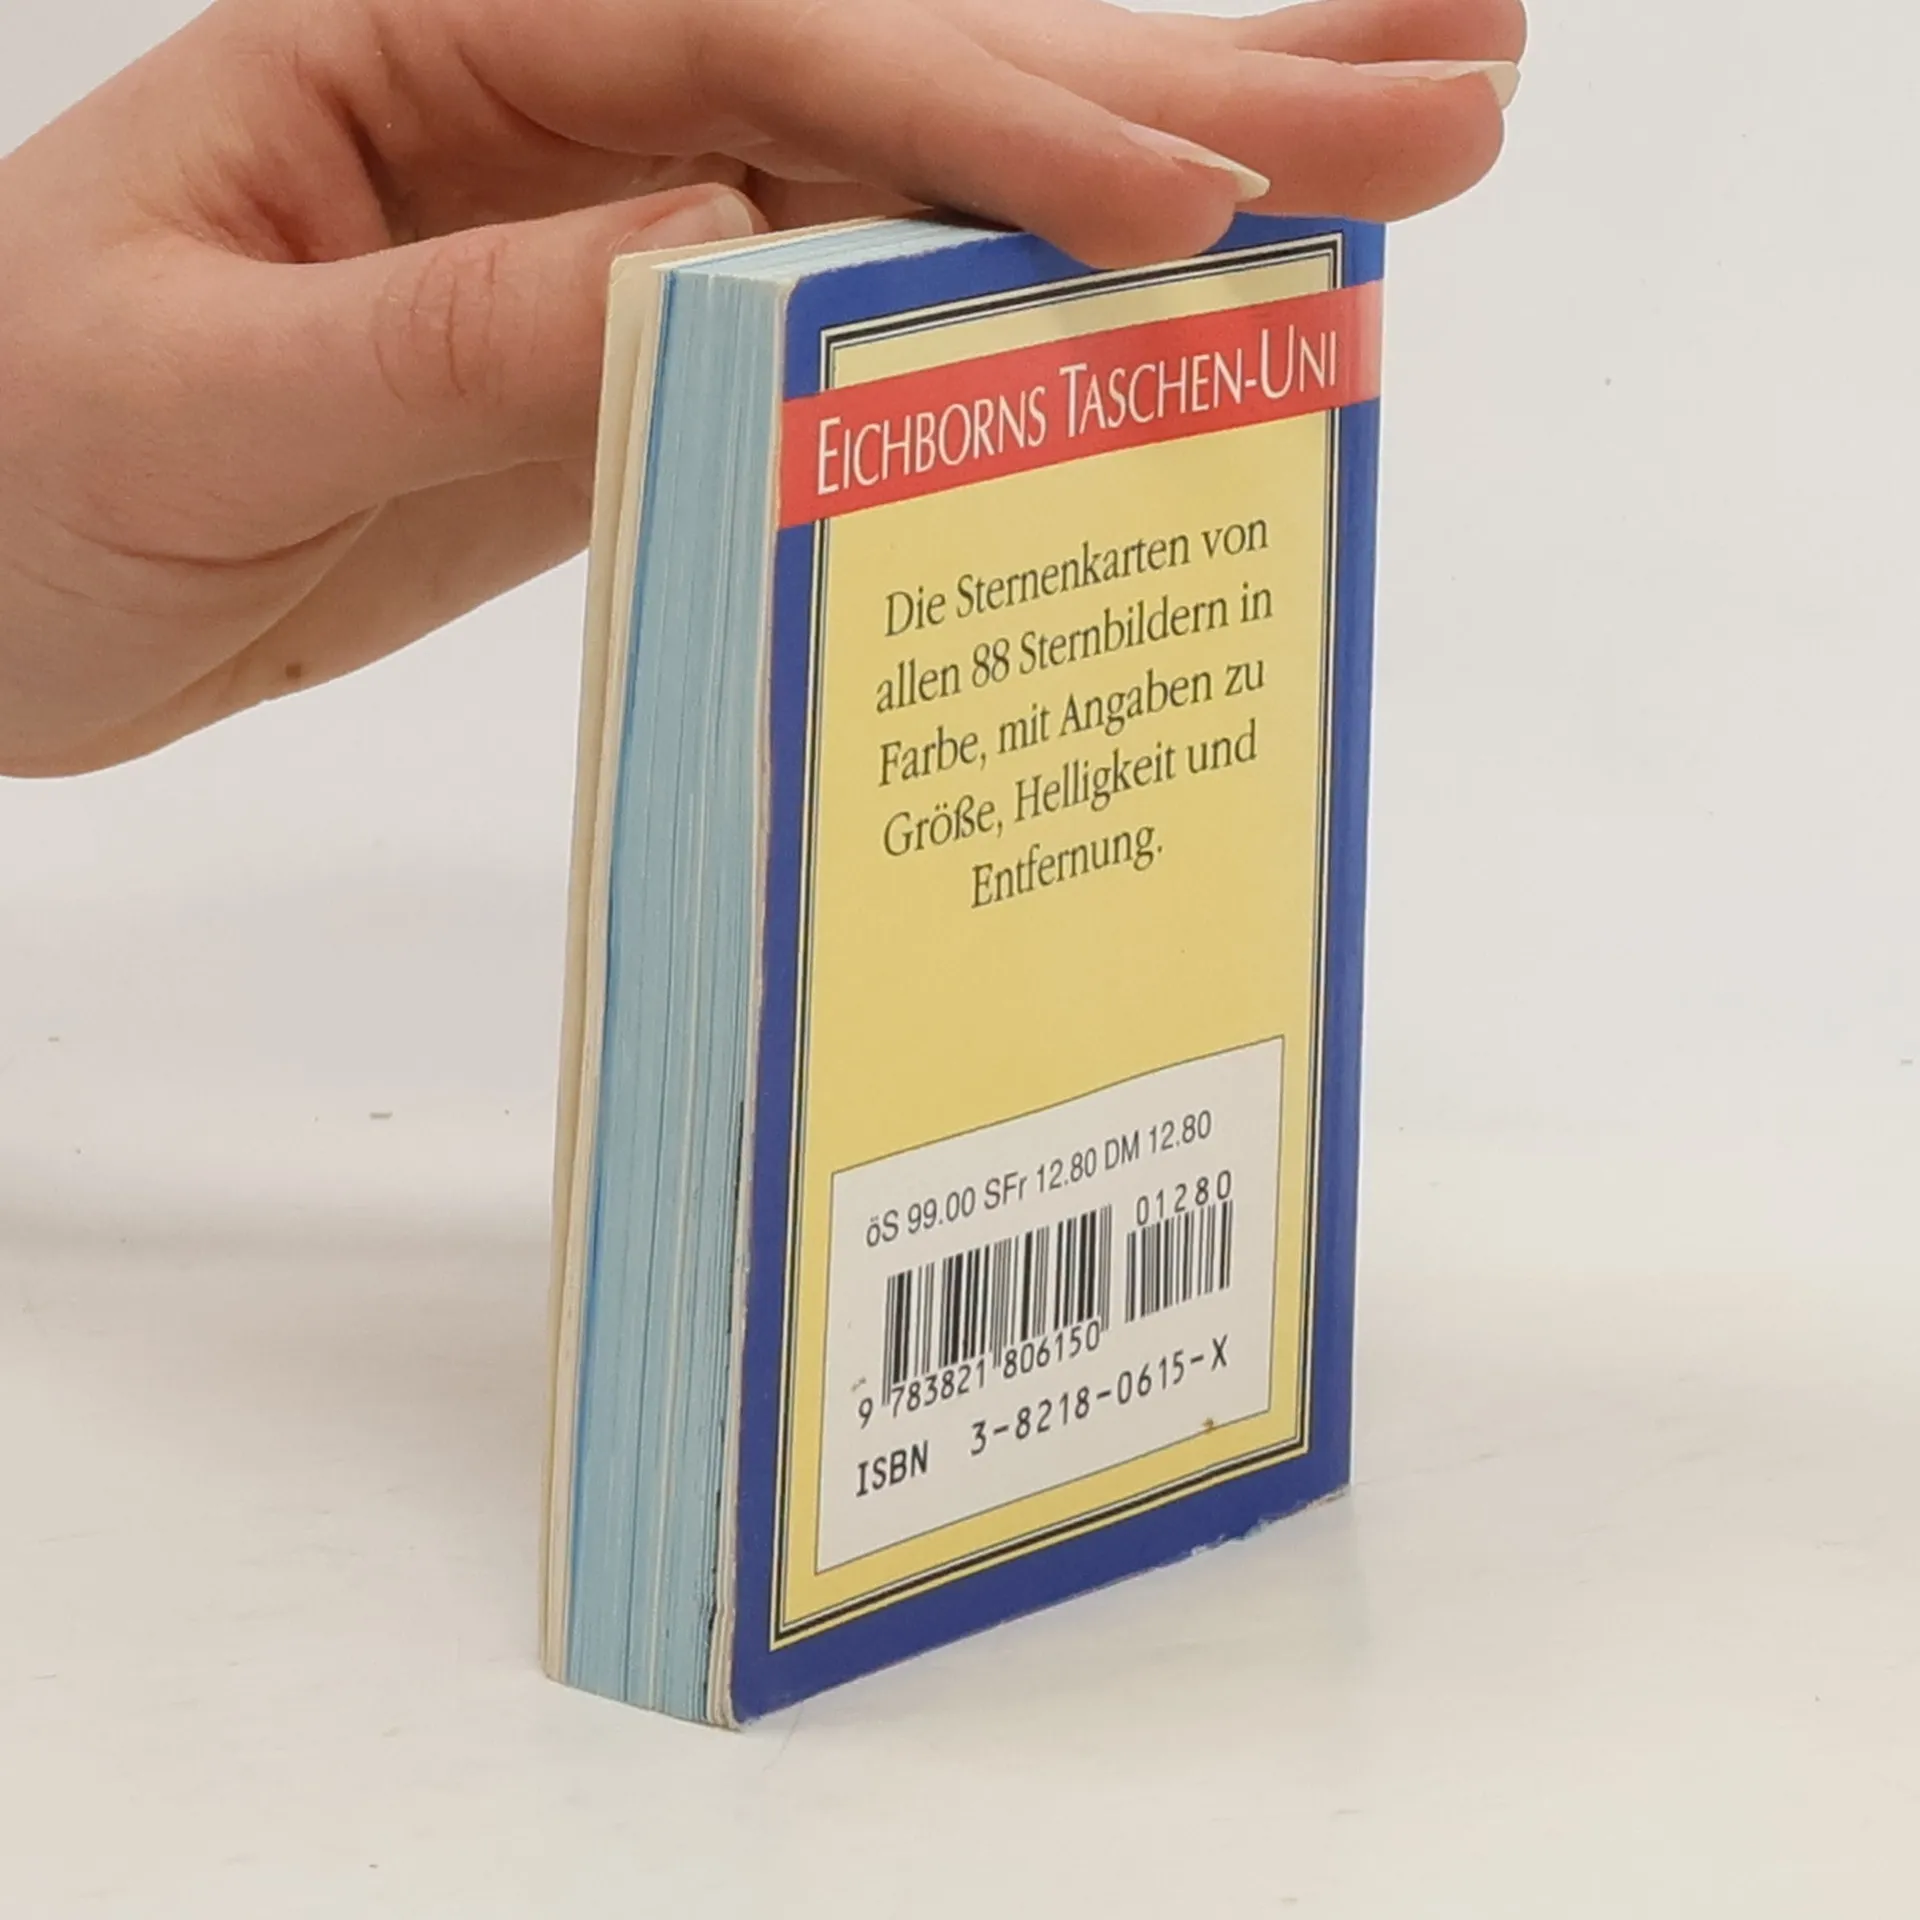 EICHBORNS TASCHEN-UNI
Die Sternenkarten von
allen 88 Sternbildern in
Farbe, mit Angaben zu
Größe, Helligkeit und
Entfernung.
öS 99.00 SFr 12.80 DM 12.80
01280
9 783821 806150
ISBN 3-8218-0615-X